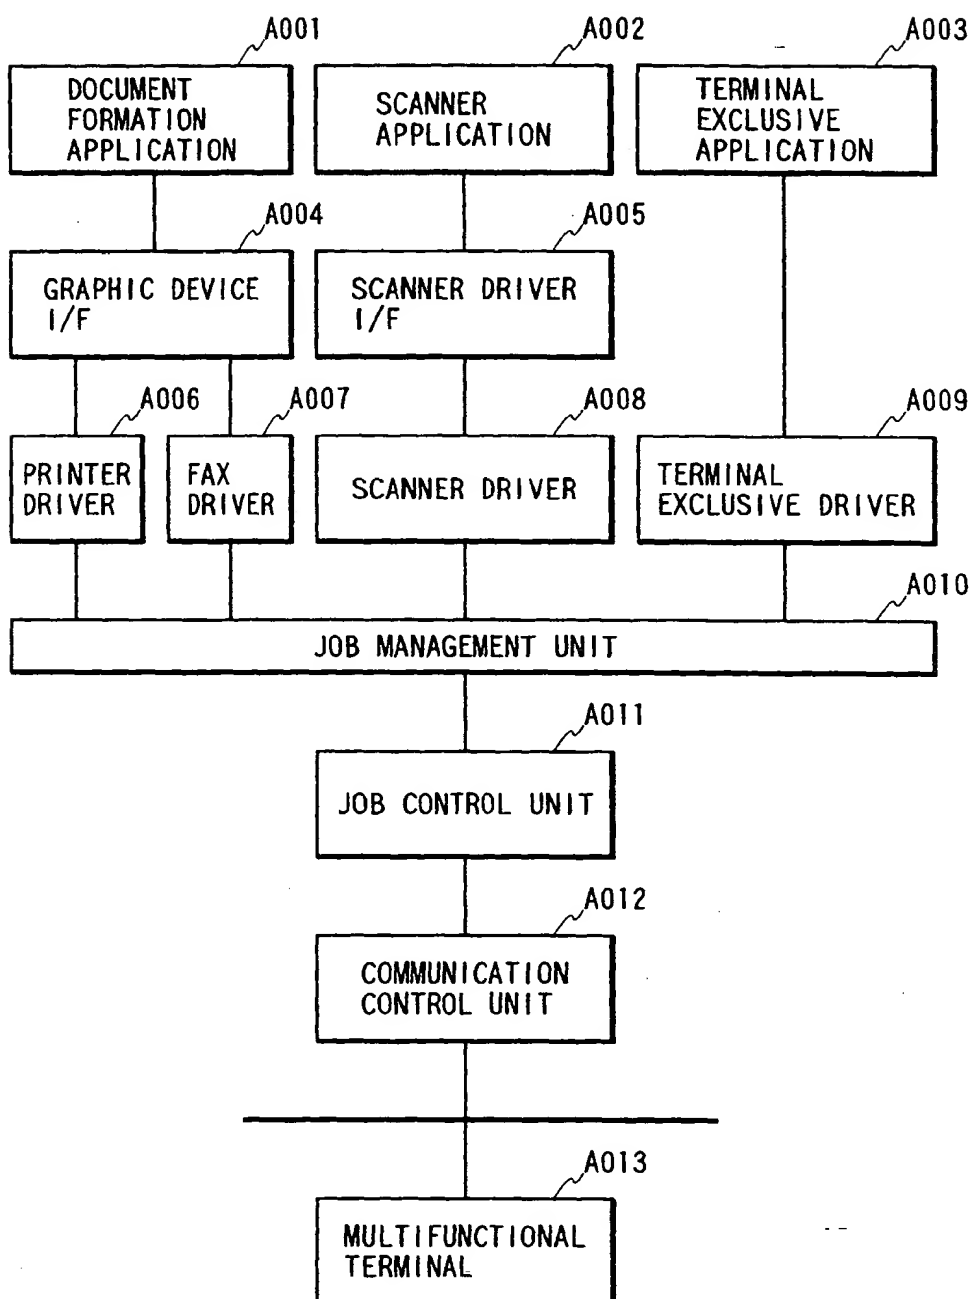 A001
A002
A003
DOCUMENT
FORMATION
APPLICATION
SCANNER
APPLICATION
TERMINAL
EXCLUSIVE
APPLICATION
A004
A005
GRAPHIC DEVICE
I/F
SCANNER DRIVER
I/F
A006
A007
A008
A009
PRINTER
DRIVER
FAX
DRIVER
SCANNER DRIVER
TERMINAL
EXCLUSIVE DRIVER
A010
JOB MANAGEMENT UNIT
A011
JOB CONTROL UNIT
A012
COMMUNICATION
CONTROL UNIT
A013
MULTIFUNCTIONAL
TERMINAL